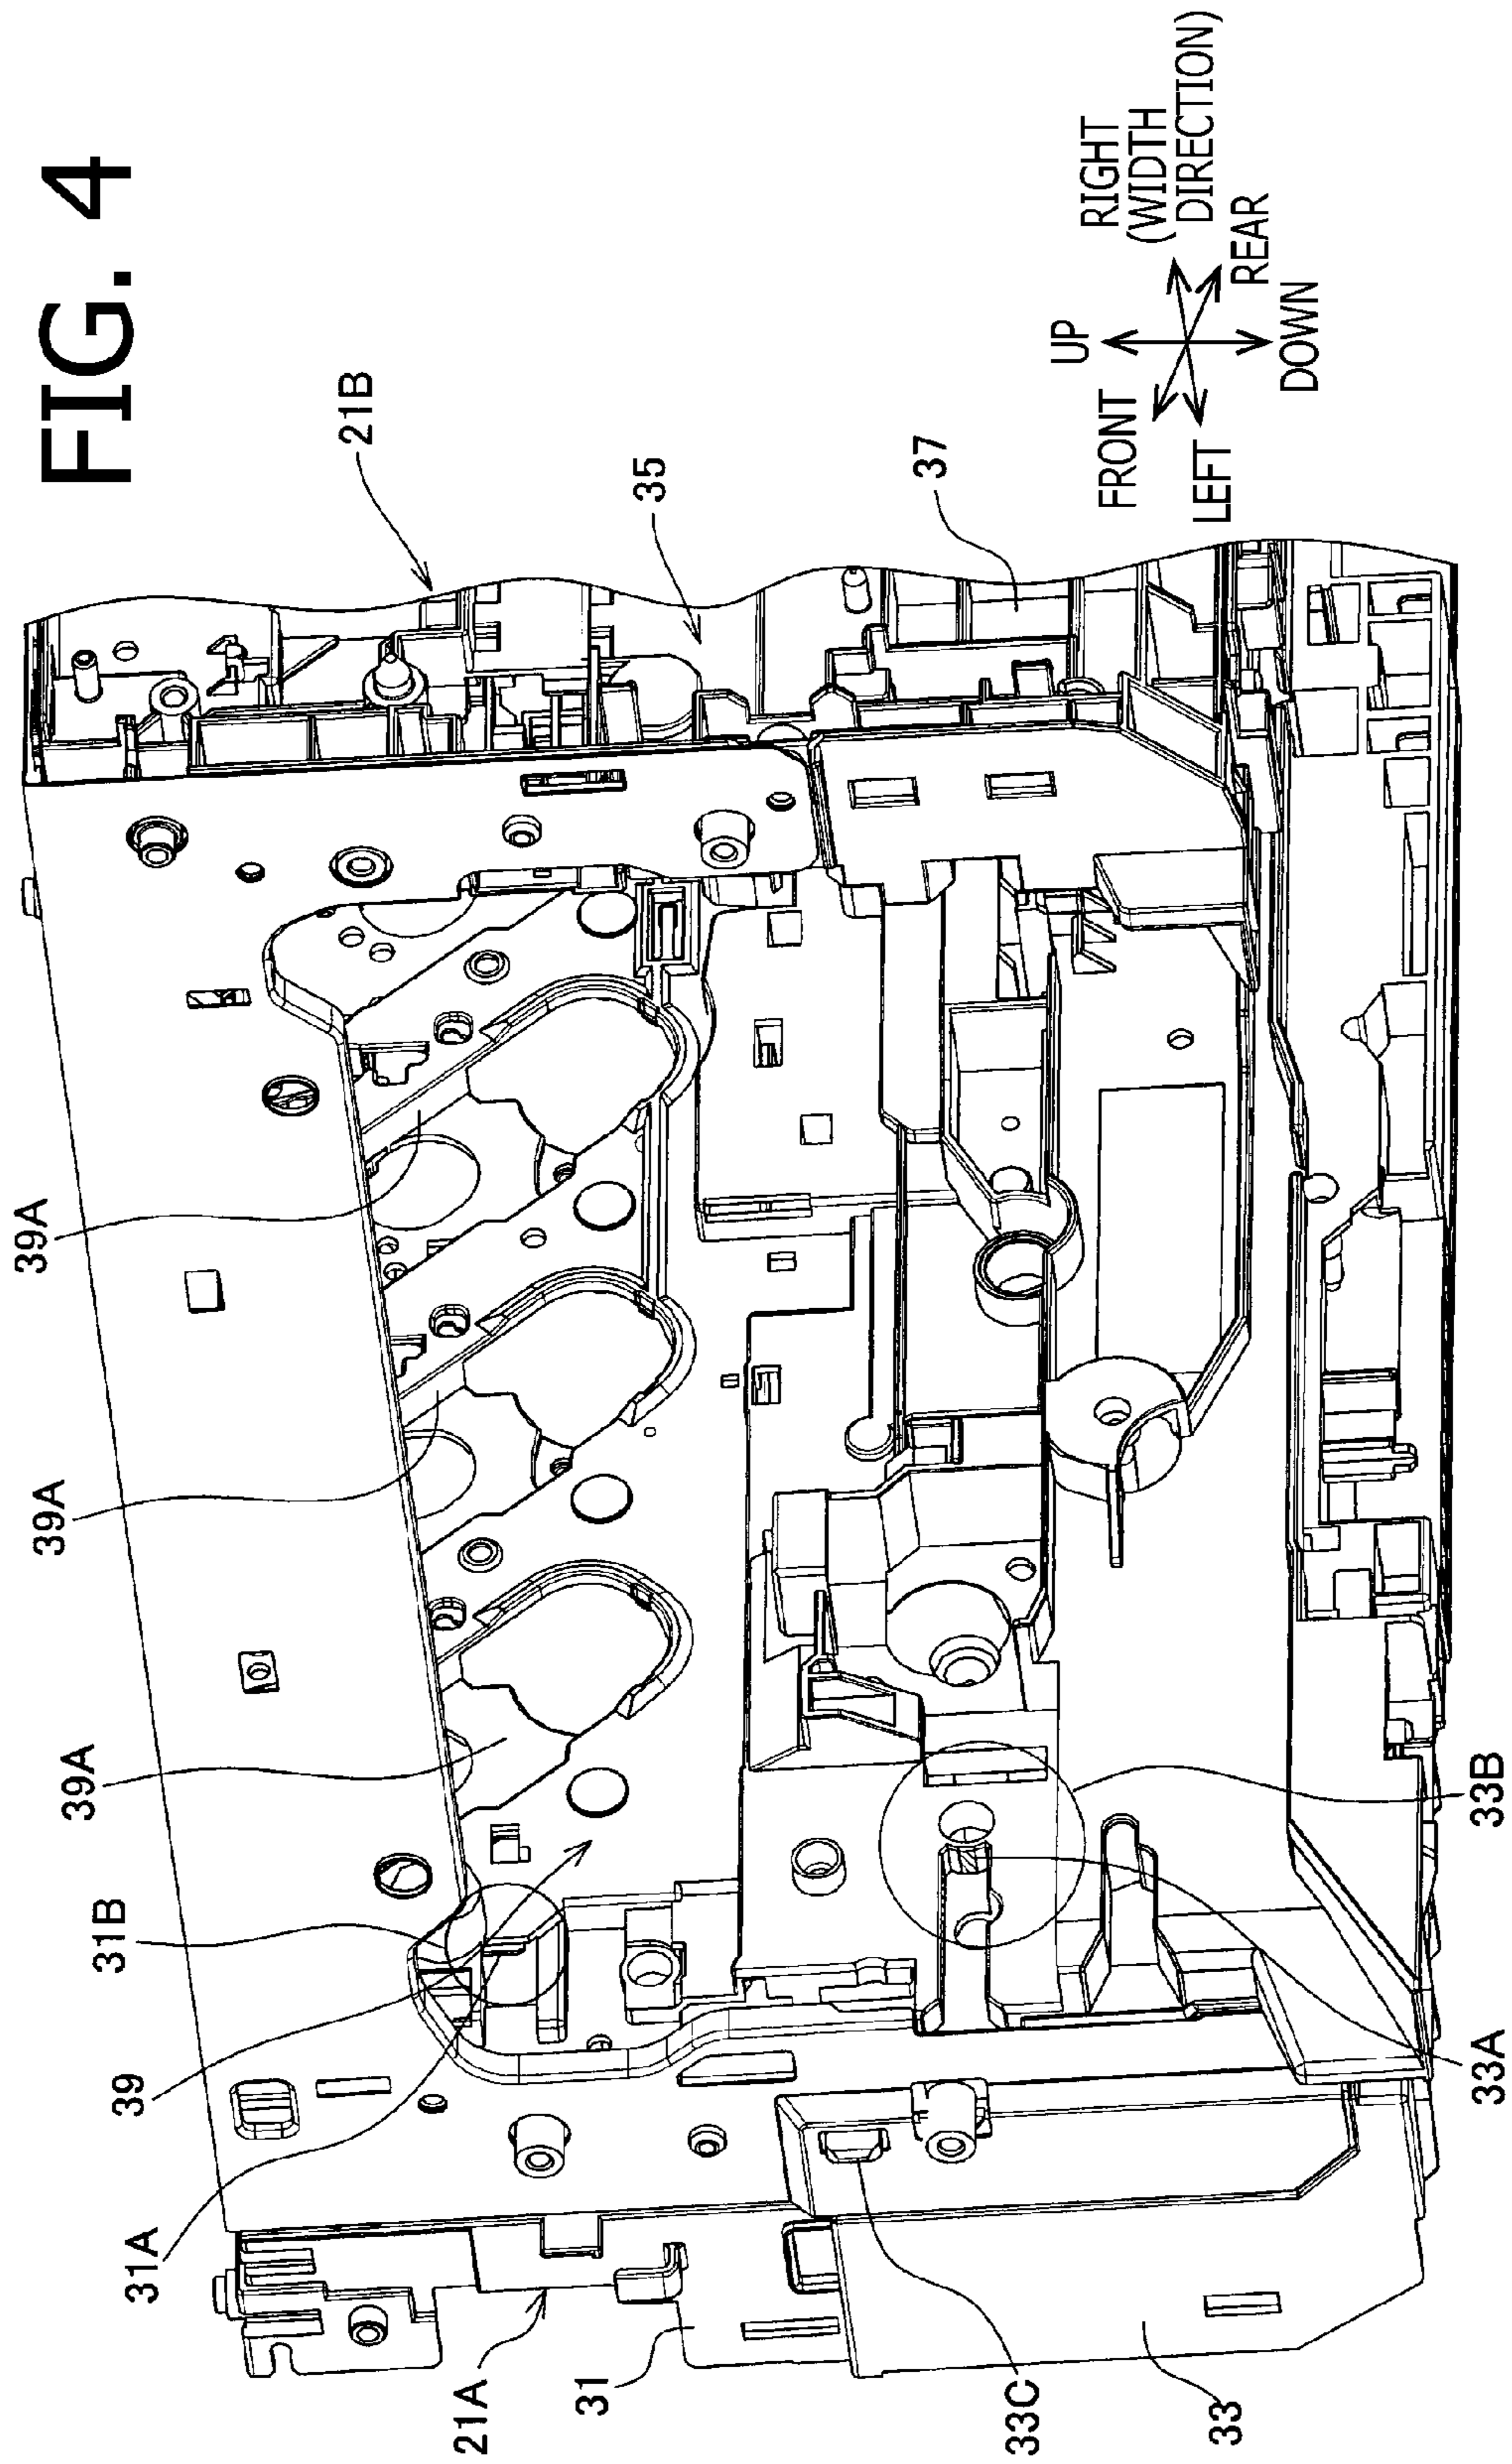 FIG. 4
21B
35
37
UP
FRONT
LEFT
RIGHT
(WIDTH
DIRECTION)
REAR
DOWN
39A
39A
39A
31B
39
31A
21A
31
33C
33
33A
33B